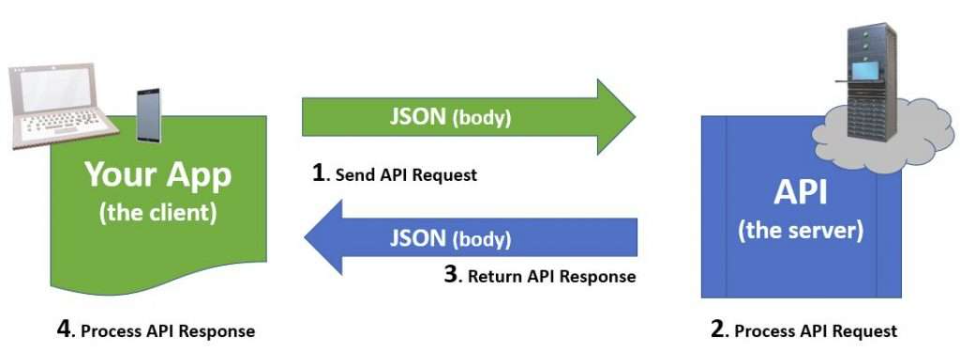 JSON (body)
1. Send API Request
Your App
(the client)
API
(the server)
JSON (body)
3. Return API Response
4. Process API Response
2. Process API Request